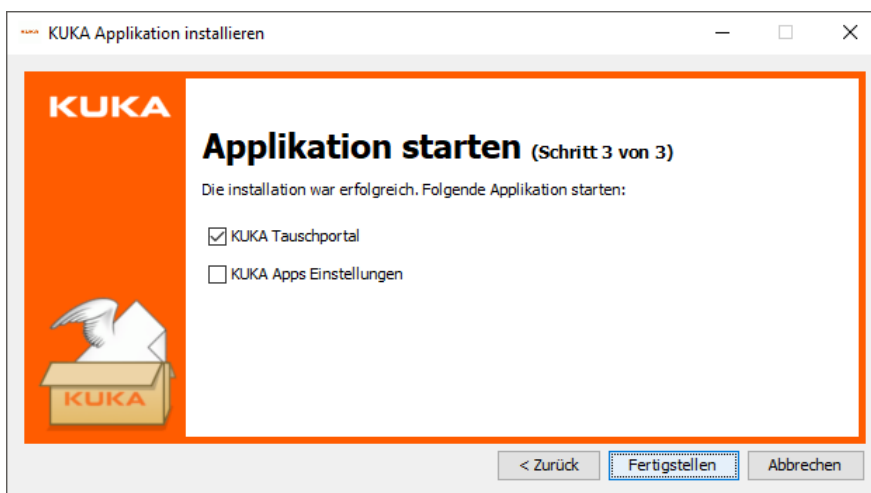 KUKA Applikation installieren
KUKA
Applikation starten (Schritt 3 von 3)
Die installation war erfolgreich. Folgende Applikation starten:
KUKA Tauschportal
KUKA Apps Einstellungen
KUKA
< Zurück Fertigstellen Abbrechen